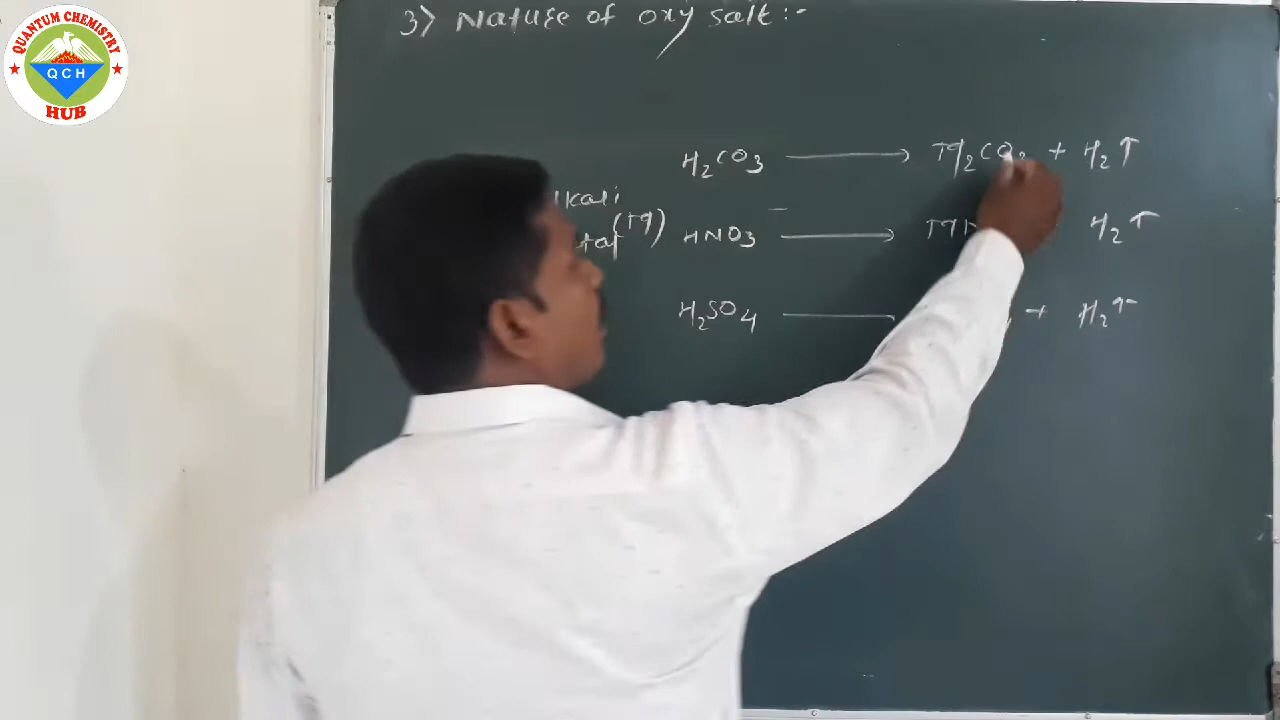 QUANTUM CHEMISTRY
QCH
HUB
3) Nature of oxy salt :-
H₂CO₃ ⟶ M₂CO₃ + H₂↑
(M) HNO₃ ⟶ H₂↑
H₂SO₄ ⟶ + H₂↑